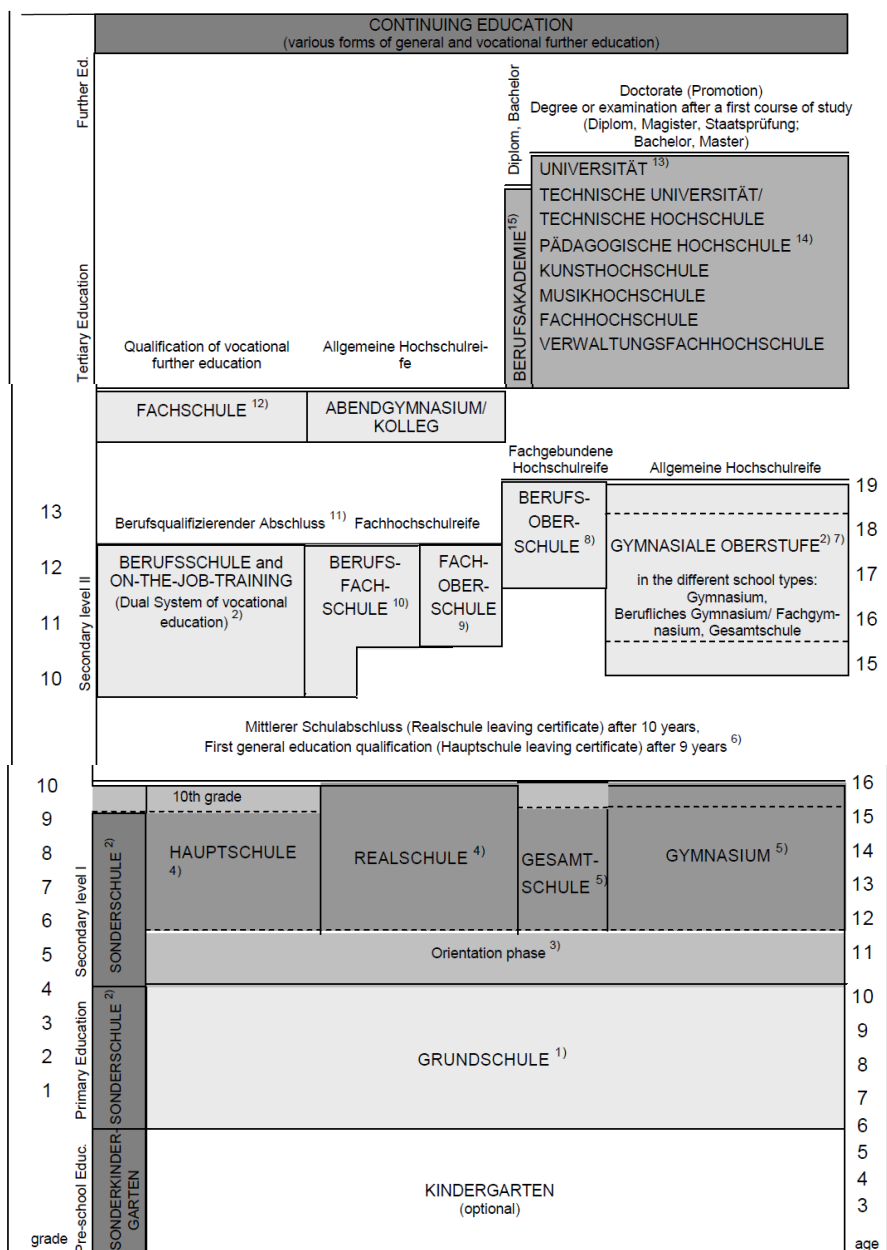 CONTINUING EDUCATION
(various forms of general and vocational further education)
Further Ed.
Diplom, Bachelor
Doctorate (Promotion)
Degree or examination after a first course of study
(Diplom, Magister, Staatsprüfung;
Bachelor, Master)
Tertiary Education
BERUFSAKADEMIE 15)
UNIVERSITÄT 13)
TECHNISCHE UNIVERSITÄT/
TECHNISCHE HOCHSCHULE
PÄDAGOGISCHE HOCHSCHULE 14)
KUNSTHOCHSCHULE
MUSIKHOCHSCHULE
FACHHOCHSCHULE
VERWALTUNGSFACHHOCHSCHULE
Qualification of vocational
further education
Allgemeine Hochschulrei-
fe
FACHSCHULE 12)
ABENDGYMNASIUM/
KOLLEG
Fachgebundene
Hochschulreife
Allgemeine Hochschulreife
13
12
11
10
Secondary level II
Berufsqualifizierender Abschluss 11)
Fachhochschulreife
BERUFSSCHULE and
ON-THE-JOB-TRAINING
(Dual System of vocational
education) 2)
BERUFS-
FACH-
SCHULE 10)
FACH-
OBER-
SCHULE
9)
BERUFS-
OBER-
SCHULE 8)
GYMNASIALE OBERSTUFE 2) 7)
in the different school types:
Gymnasium,
Berufliches Gymnasium/ Fachgym-
nasium, Gesamtschule
19
18
17
16
15
Mittlerer Schulabschluss (Realschule leaving certificate) after 10 years,
First general education qualification (Hauptschule leaving certificate) after 9 years 6)
10
9
8
7
6
5
4
3
2
1
grade
Secondary level I
Primary Education
Pre-school Educ.
SONDERSCHULE 2)
SONDERSCHULE 2)
SONDERKINDER-
GARTEN
10th grade
HAUPTSCHULE
4)
REALSCHULE 4)
GESAMT-
SCHULE 5)
GYMNASIUM 5)
Orientation phase 3)
GRUNDSCHULE 1)
KINDERGARTEN
(optional)
16
15
14
13
12
11
10
9
8
7
6
5
4
3
age